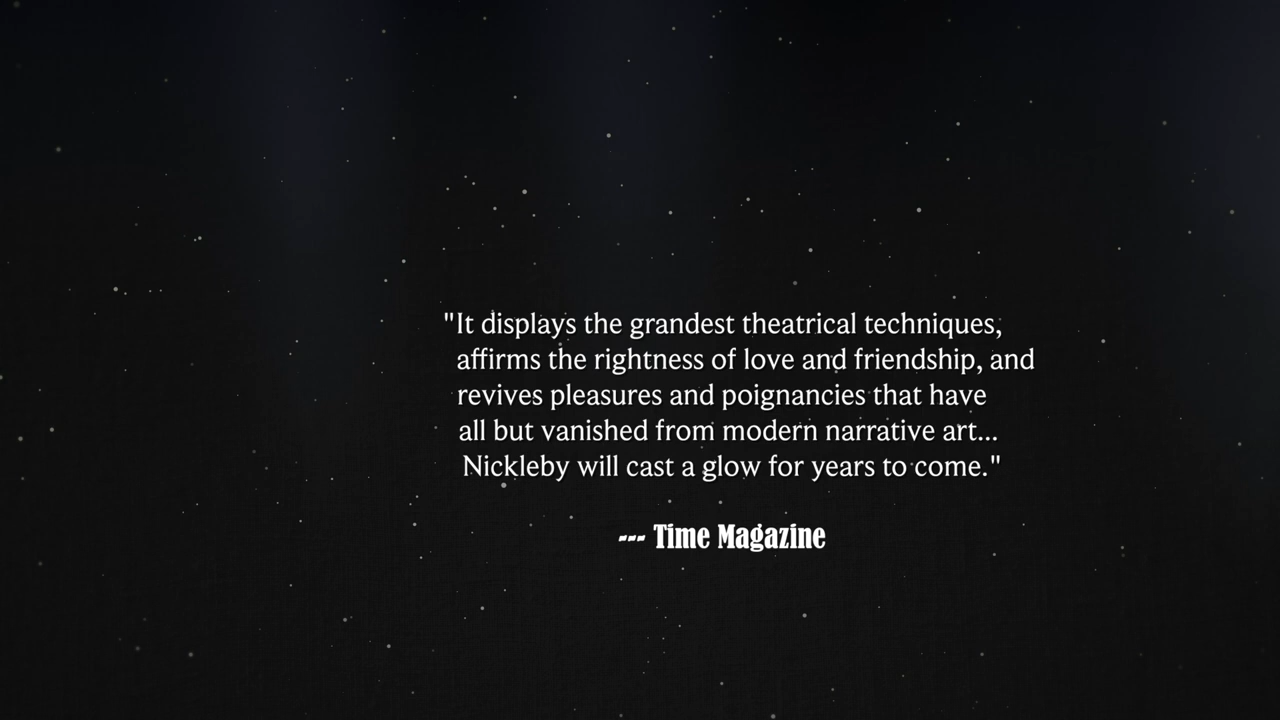 "It displays the grandest theatrical techniques,
affirms the rightness of love and friendship, and
revives pleasures and poignancies that have
all but vanished from modern narrative art...
Nickleby will cast a glow for years to come."
--- Time Magazine